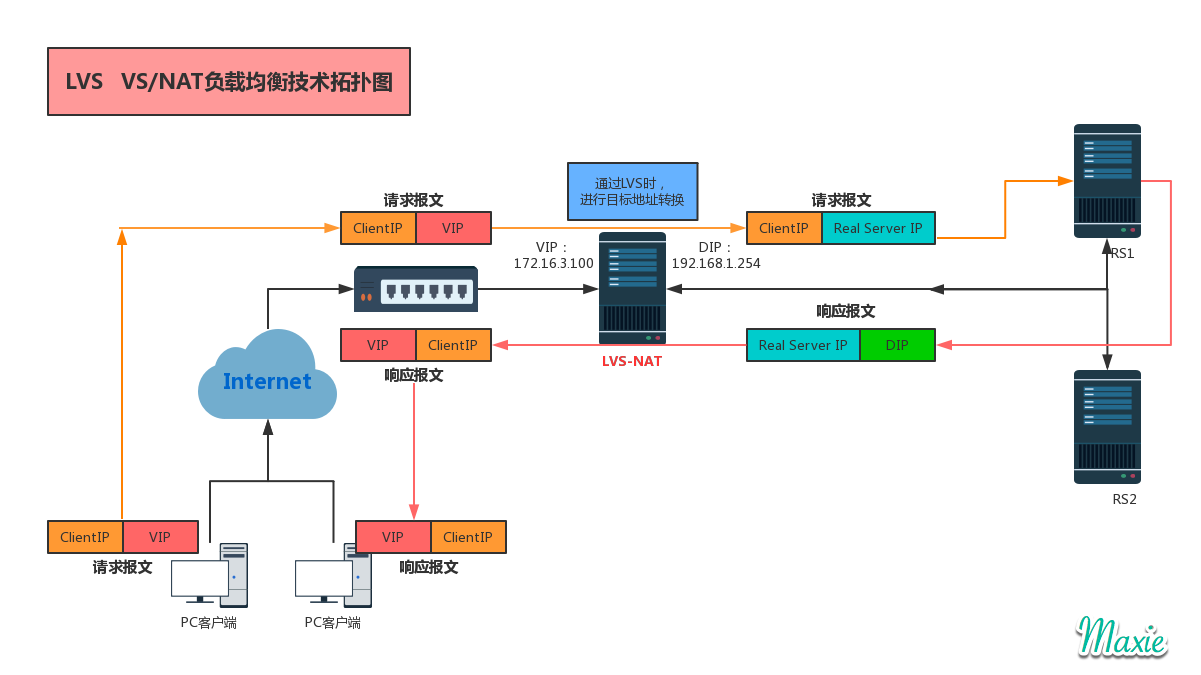 LVS VS/NAT负载均衡技术拓扑图
通过LVS时，
进行目标地址转换
请求报文
ClientIP VIP
请求报文
ClientIP Real Server IP
VIP：
172.16.3.100
DIP：
192.168.1.254
RS1
响应报文
Real Server IP DIP
VIP ClientIP
响应报文
LVS-NAT
Internet
RS2
ClientIP VIP
请求报文
VIP ClientIP
响应报文
PC客户端
PC客户端
Maxie